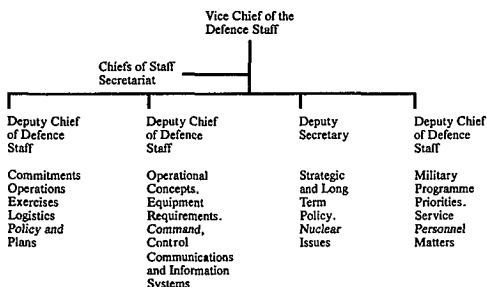 Vice Chief of the
Defence Staff
Chiefs of Staff
Secretariat
Deputy Chief
of Defence
Staff
Commitments
Operations
Exercises
Logistics
Policy and
Plans
Deputy Chief
of Defence
Staff
Operational
Concepts.
Equipment
Requirements.
Command,
Control
Communications
and Information
Systems
Deputy
Secretary
Strategic
and Long
Term
Policy.
Nuclear
Issues
Deputy Chief
of Defence
Staff
Military
Programme
Priorities.
Service
Personnel
Matters